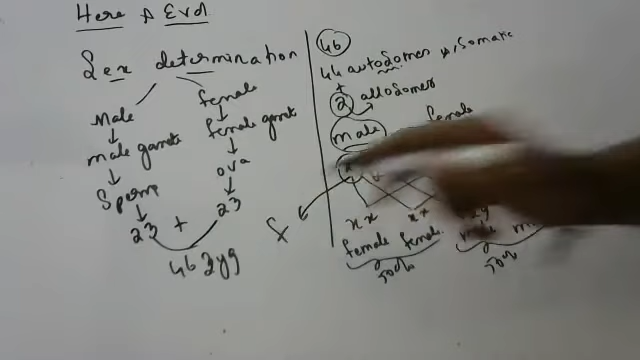 Here & Evd
Sex determination
Male female
male gamete female gamete
Sperm ova
23 + 23
46 zyg
46
44 autosomes → Somatic
+
2 allosomes
male female
x
xx xx
female female
50% 50%